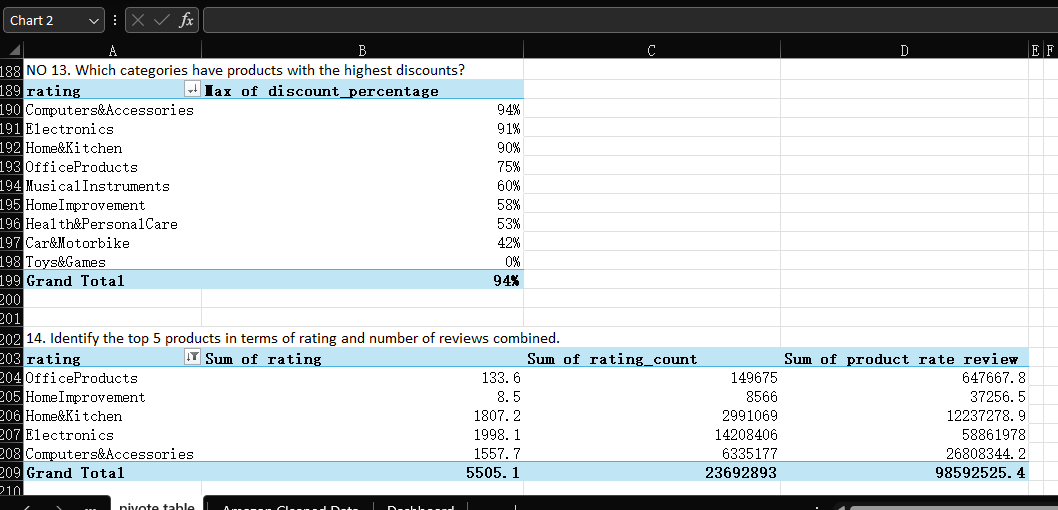 Chart 2 fx
A B C D E F
188 NO 13. Which categories have products with the highest discounts?
189 rating Max of discount_percentage
190 Computers&Accessories 94%
191 Electronics 91%
192 Home&Kitchen 90%
193 OfficeProducts 75%
194 MusicalInstruments 60%
195 HomeImprovement 58%
196 Health&PersonalCare 53%
197 Car&Motorbike 42%
198 Toys&Games 0%
199 Grand Total 94%
200
201
202 14. Identify the top 5 products in terms of rating and number of reviews combined.
203 rating Sum of rating Sum of rating_count Sum of product rate review
204 OfficeProducts 133.6 149675 647667.8
205 HomeImprovement 8.5 8566 37256.5
206 Home&Kitchen 1807.2 2991069 12237278.9
207 Electronics 1998.1 14208406 58861978
208 Computers&Accessories 1557.7 6335177 26808344.2
209 Grand Total 5505.1 23692893 98592525.4
210
pivote table Amazon Cleaned Data Dashboard